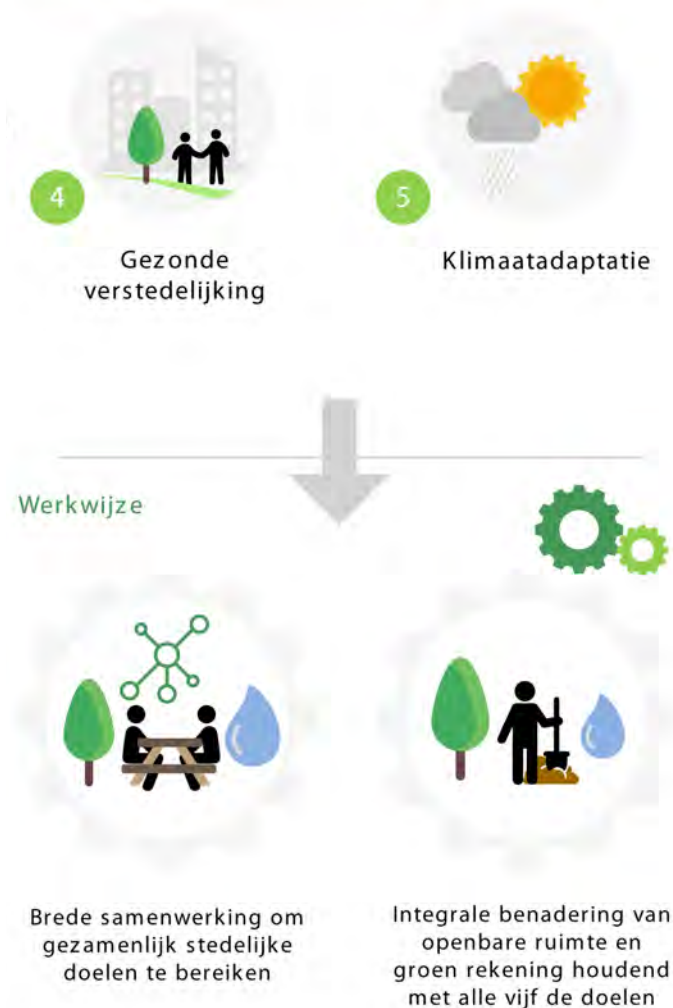 4
Gezonde
verstedelijking
5
Klimaatadaptatie
Werkwijze
Brede samenwerking om
gezamenlijk stedelijke
doelen te bereiken
Integrale benadering van
openbare ruimte en
groen rekening houdend
met alle vijf de doelen